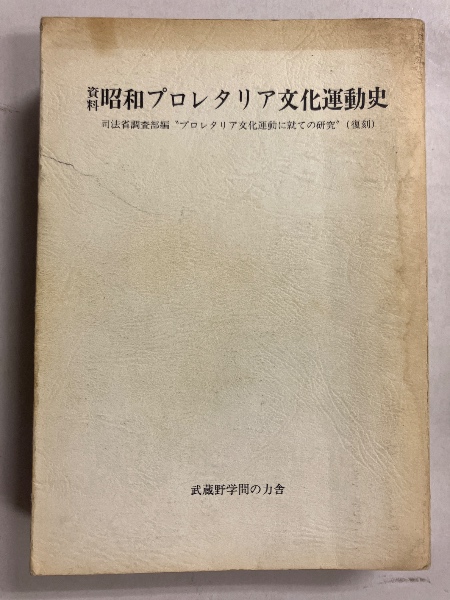 資料 昭和プロレタリア文化運動史
司法省調査部編〝プロレタリア文化運動に就ての研究〟(復刻)
武蔵野学問の力舎